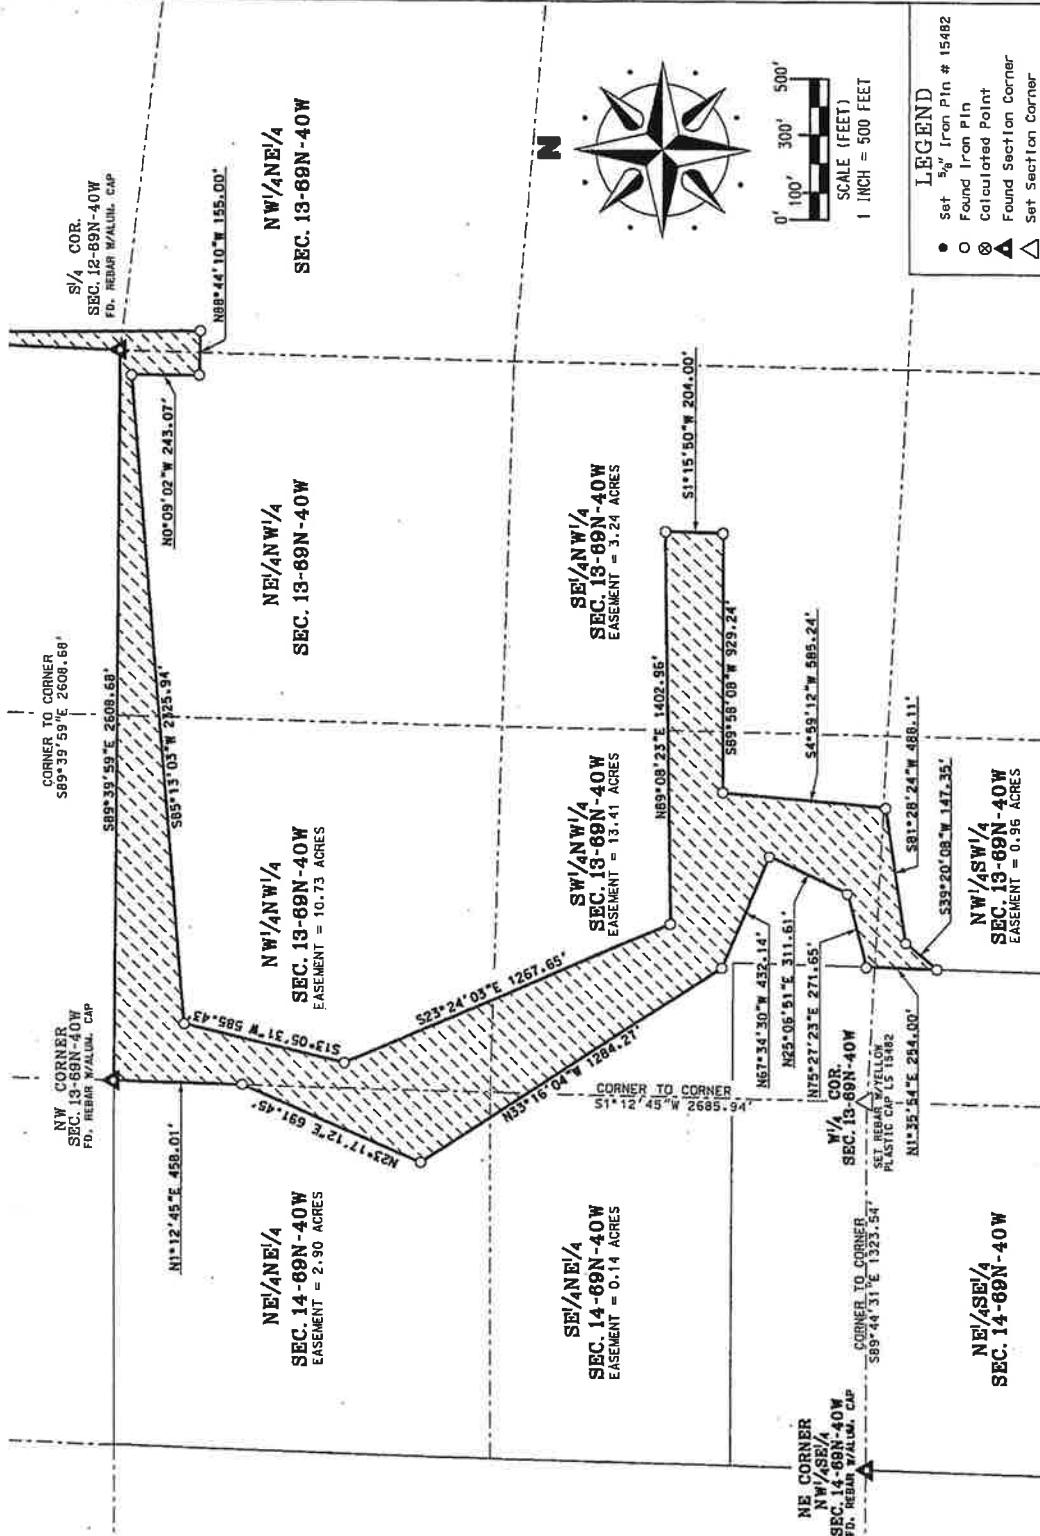 CORNER TO CORNER
S89°39'59"E 2608.68'
NW CORNER
SEC. 13-69N-40W
FD. REBAR W/ALUM. CAP
S89°39'59"E 2608.68'
S1/4 COR.
SEC. 12-69N-40W
FD. REBAR W/ALUM. CAP
S85°13'03"W 2325.94'
N0°09'02"W 243.07'
N88°44'10"W 155.00'
N1°12'45"E 458.01'
S13°05'31"W 585.43'
N23°17'12"E 691.45'
NE1/4NE1/4
SEC. 14-69N-40W
EASEMENT = 2.90 ACRES
NW1/4NW1/4
SEC. 13-69N-40W
EASEMENT = 10.73 ACRES
NE1/4NW1/4
SEC. 13-69N-40W
NW1/4NE1/4
SEC. 13-69N-40W
S23°24'03"E 1267.65'
N33°16'04"W 1284.27'
CORNER TO CORNER
S1°12'45"W 2685.94'
SE1/4NE1/4
SEC. 14-69N-40W
EASEMENT = 0.14 ACRES
SW1/4NW1/4
SEC. 13-69N-40W
EASEMENT = 13.41 ACRES
SE1/4NW1/4
SEC. 13-69N-40W
EASEMENT = 3.24 ACRES
N89°08'23"E 1402.96'
S1°15'50"W 204.00'
S89°58'08"W 929.24'
N67°34'30"W 432.14'
N25°06'51"E 311.61'
N75°27'23"E 271.65'
S4°59'12"W 585.24'
W1/4 COR.
SEC. 13-69N-40W
SET REBAR W/YELLOW
PLASTIC CAP LS 15482
N1°35'54"E 254.00'
S81°28'24"W 488.11'
S39°20'08"W 147.35'
NE CORNER
NW1/4SE1/4
SEC. 14-69N-40W
FD. REBAR W/ALUM. CAP
CORNER TO CORNER
S89°44'31"E 1323.54'
NE1/4SE1/4
SEC. 14-69N-40W
NW1/4SW1/4
SEC. 13-69N-40W
EASEMENT = 0.96 ACRES
N
0' 100' 300' 500'
SCALE (FEET)
1 INCH = 500 FEET
LEGEND
Set 5/8" Iron Pin # 15482
Found Iron Pin
Calculated Point
Found Section Corner
Set Section Corner